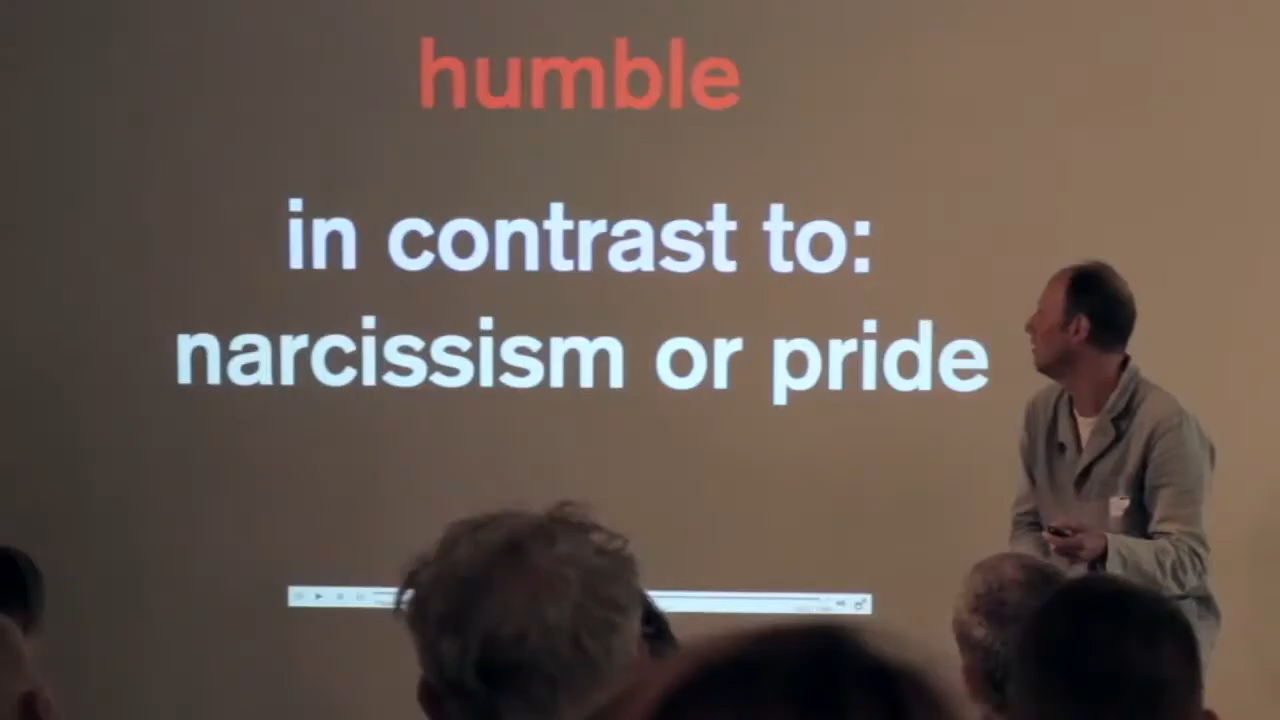 humble
in contrast to:
narcissism or pride